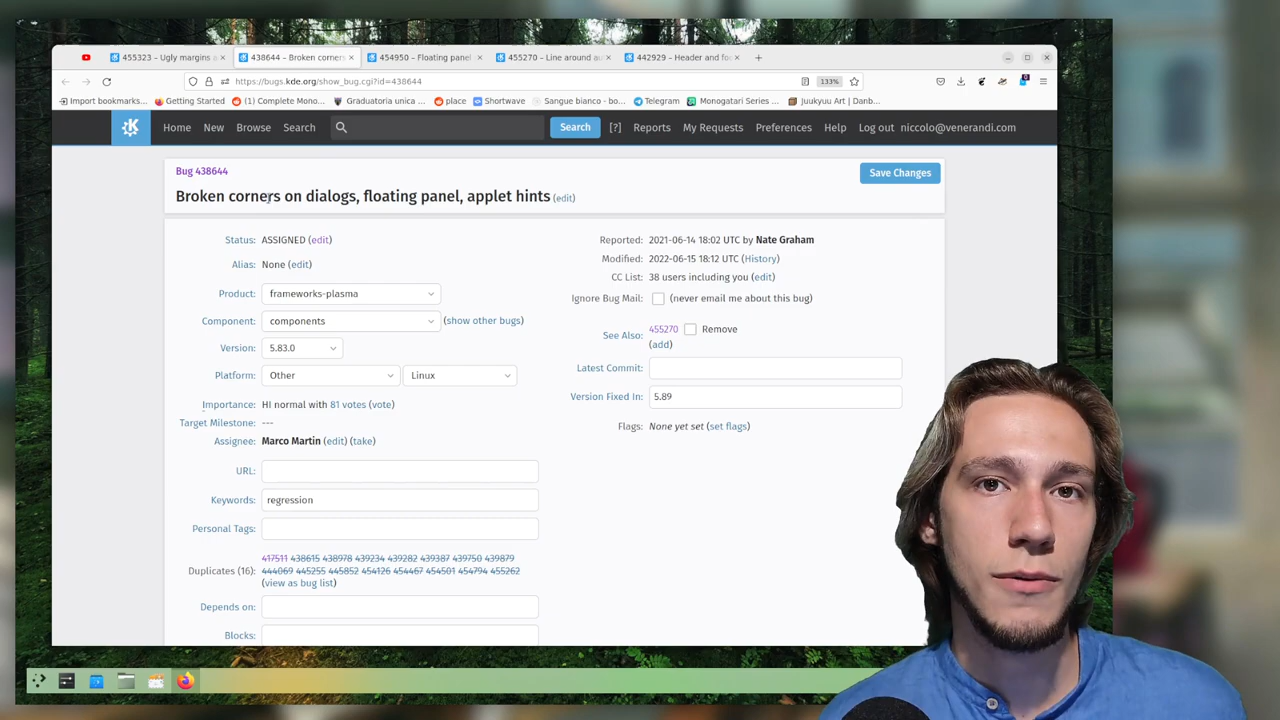 455323 – Ugly margins
438644 – Broken corners
454950 – Floating panel
455270 – Line around au
442929 – Header and fo
https://bugs.kde.org/show_bug.cgi?id=438644
133%
Import bookmarks...
Getting Started
(1) Complete Mono...
Graduatoria unica ...
place
Shortwave
Sangue bianco - bo...
Telegram
Monogatari Series ...
Juukyuu Art | Danb...
Home
New
Browse
Search
Search
[?]
Reports
My Requests
Preferences
Help
Log out niccolo@venerandi.com
Bug 438644
Save Changes
Broken corners on dialogs, floating panel, applet hints (edit)
Status: ASSIGNED (edit)
Alias: None (edit)
Product: frameworks-plasma
Component: components (show other bugs)
Version: 5.83.0
Platform: Other Linux
Importance: HI normal with 81 votes (vote)
Target Milestone: ---
Assignee: Marco Martin (edit) (take)
URL:
Keywords: regression
Personal Tags:
417511 438615 438978 439234 439282 439387 439750 439879
Duplicates (16): 444069 445255 445852 454126 454467 454501 454794 455262
(view as bug list)
Depends on:
Blocks:
Reported: 2021-06-14 18:02 UTC by Nate Graham
Modified: 2022-06-15 18:12 UTC (History)
CC List: 38 users including you (edit)
Ignore Bug Mail: (never email me about this bug)
See Also: 455270 Remove
(add)
Latest Commit:
Version Fixed In: 5.89
Flags: None yet set (set flags)